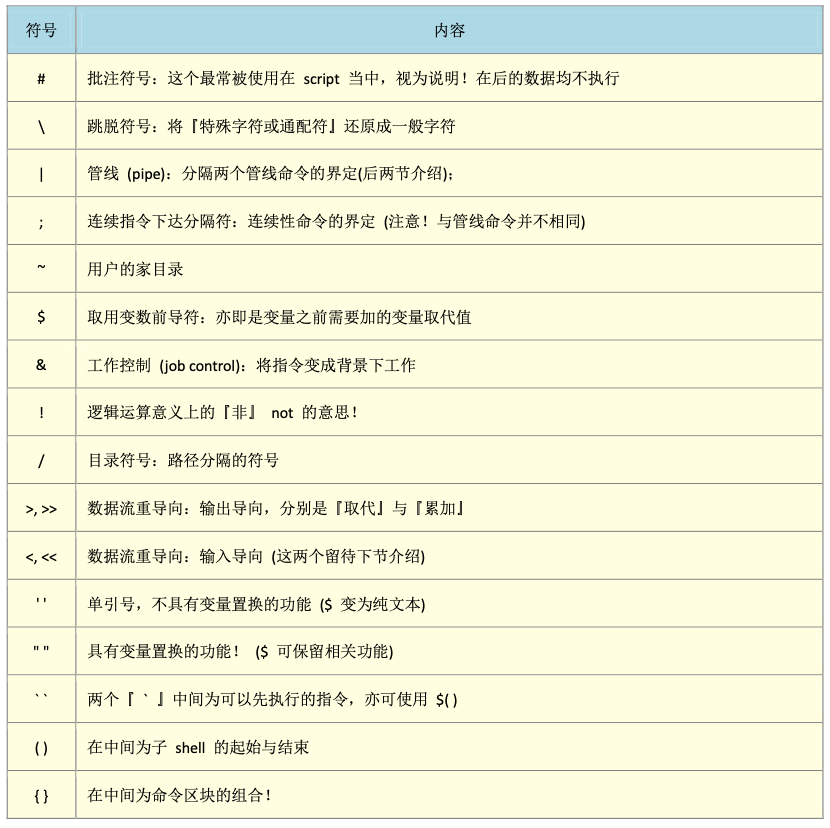 符号 内容
# 批注符号：这个最常被使用在 script 当中，视为说明！在后的数据均不执行
\ 跳脱符号：将『特殊字符或通配符』还原成一般字符
| 管线 (pipe)：分隔两个管线命令的界定(后两节介绍)；
; 连续指令下达分隔符：连续性命令的界定 (注意！与管线命令并不相同)
~ 用户的家目录
$ 取用变数前导符：亦即是变量之前需要加的变量取代值
& 工作控制 (job control)：将指令变成背景下工作
! 逻辑运算意义上的『非』 not 的意思！
/ 目录符号：路径分隔的符号
>, >> 数据流重导向：输出导向，分别是『取代』与『累加』
<, << 数据流重导向：输入导向 (这两个留待下节介绍)
' ' 单引号，不具有变量置换的功能 ($ 变为纯文本)
" " 具有变量置换的功能！ ($ 可保留相关功能)
` ` 两个『 ` 』中间为可以先执行的指令，亦可使用 $( )
( ) 在中间为子 shell 的起始与结束
{ } 在中间为命令区块的组合！